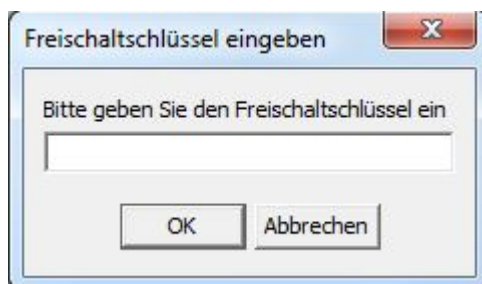 Freischaltschlüssel eingeben
Bitte geben Sie den Freischaltschlüssel ein
OK Abbrechen